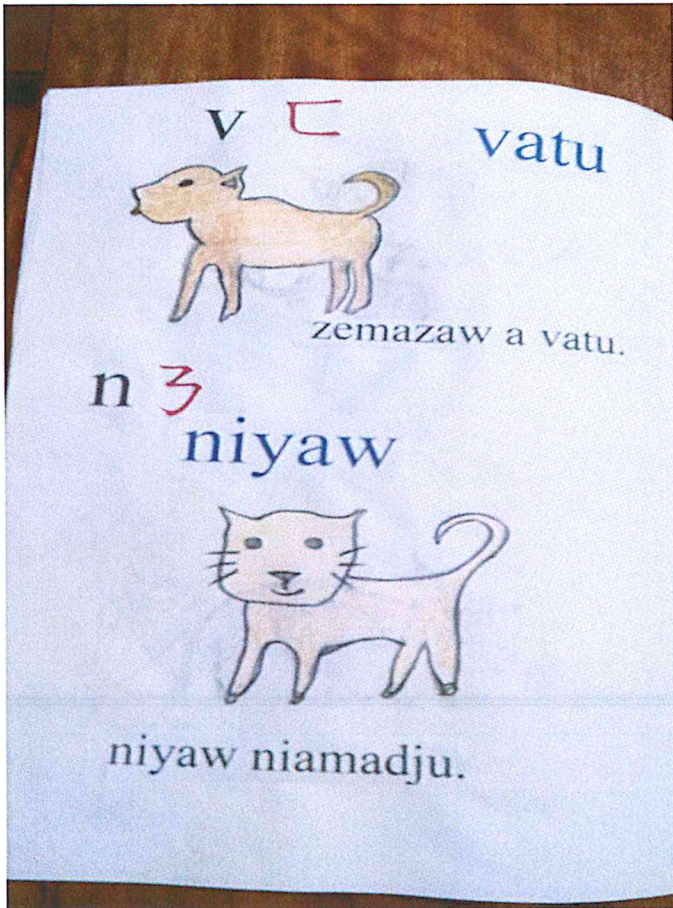 v ㄈ vatu
zemazaw a vatu.
n ㄋ
niyaw
niyaw niamadju.